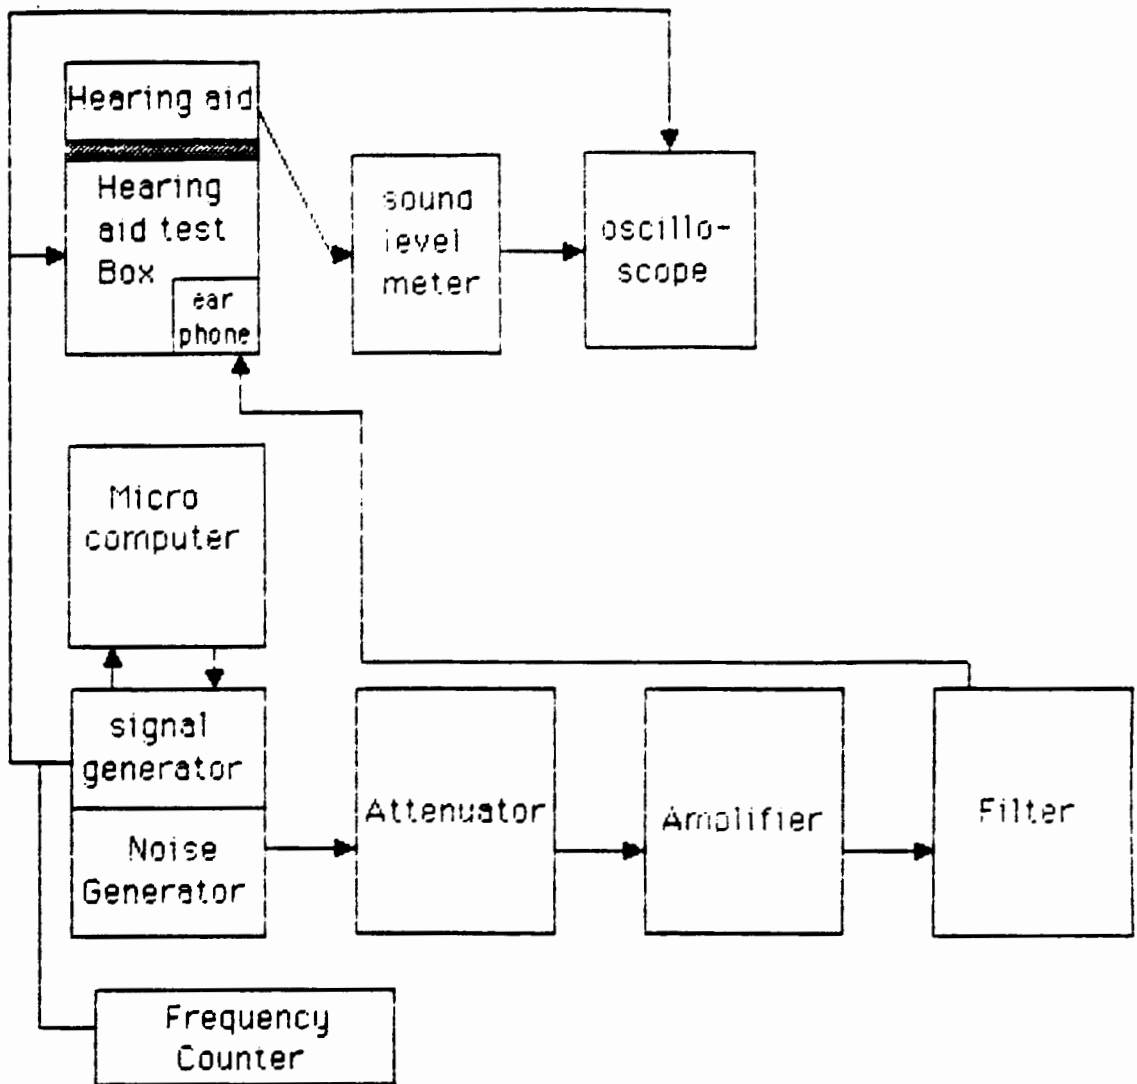 Hearing aid
Hearing
aid test
Box
ear
phone
sound
level
meter
oscillo-
scope
Micro
computer
signal
generator
Noise
Generator
Attenuator
Amplifier
Filter
Frequency
Counter